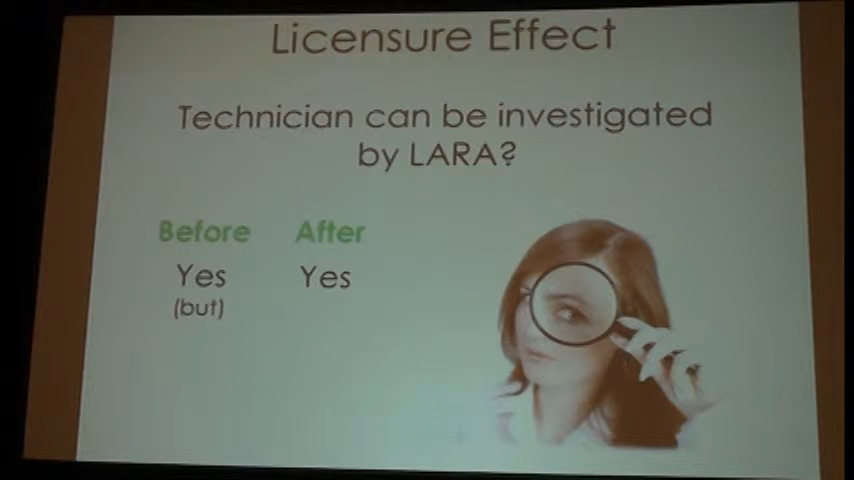 Licensure Effect
Technician can be investigated
by LARA?
Before After
Yes Yes
(but)